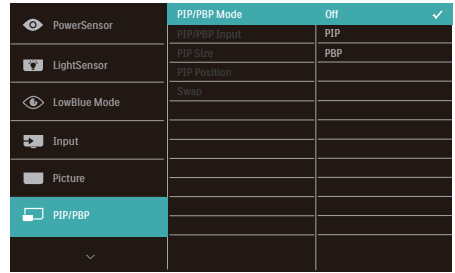 PowerSensor
LightSensor
LowBlue Mode
Input
Picture
PIP/PBP
PIP/PBP Mode
PIP/PBP Input
PIP Size
PIP Position
Swap
Off
PIP
PBP